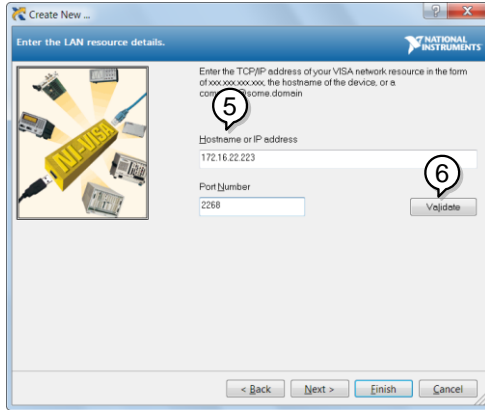 Create New ...
Enter the LAN resource details.
NATIONAL
INSTRUMENTS
Enter the TCP/IP address of your VISA network resource in the form
of xxx.xxx.xxx.xxx, the hostname of the device, or a
some.domain
5
Hostname or IP address
172.16.22.223
6
Port Number
2268
Validate
NI-VISA
< Back
Next >
Finish
Cancel